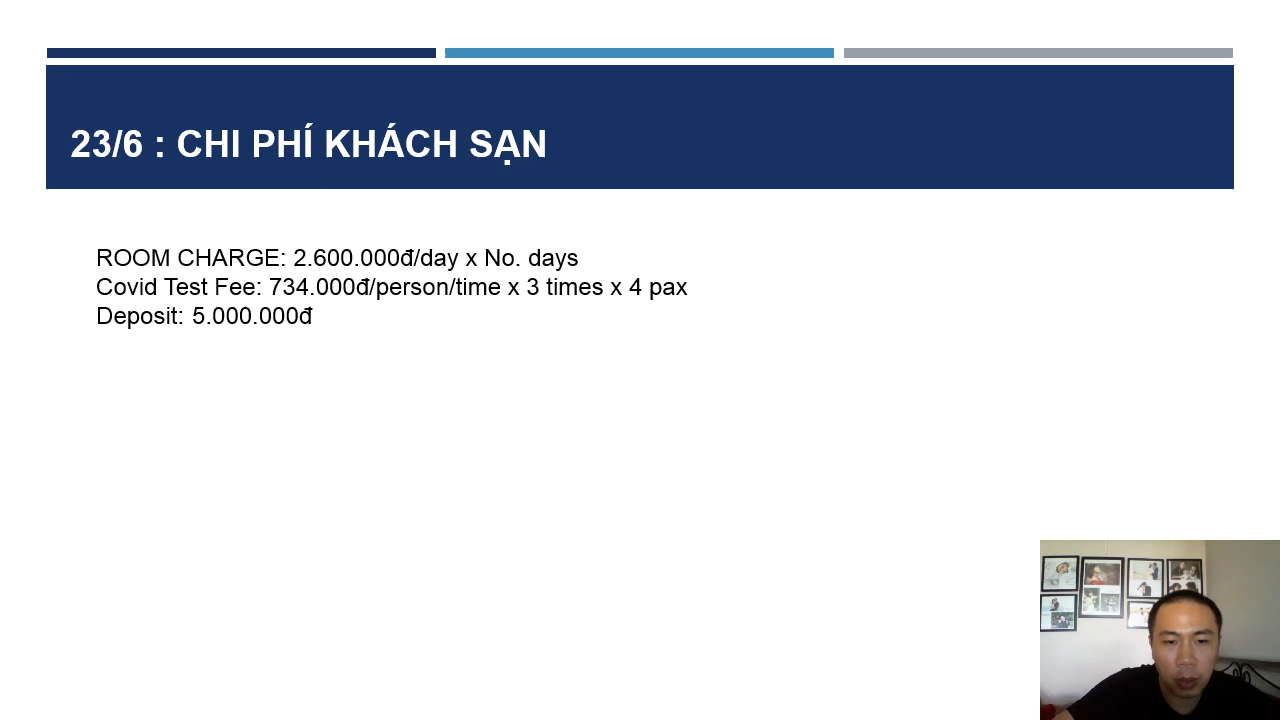 23/6 : CHI PHÍ KHÁCH SẠN
ROOM CHARGE: 2.600.000đ/day x No. days
Covid Test Fee: 734.000đ/person/time x 3 times x 4 pax
Deposit: 5.000.000đ